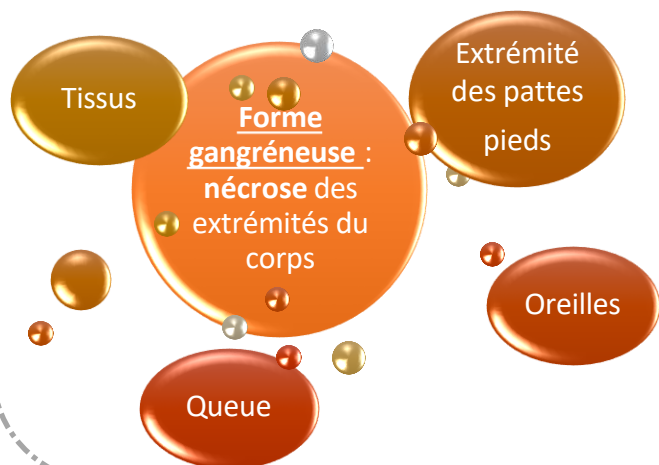 Tissus
Forme
gangréneuse :
nécrose des
extrémités du
corps
Extrémité
des pattes
pieds
Oreilles
Queue